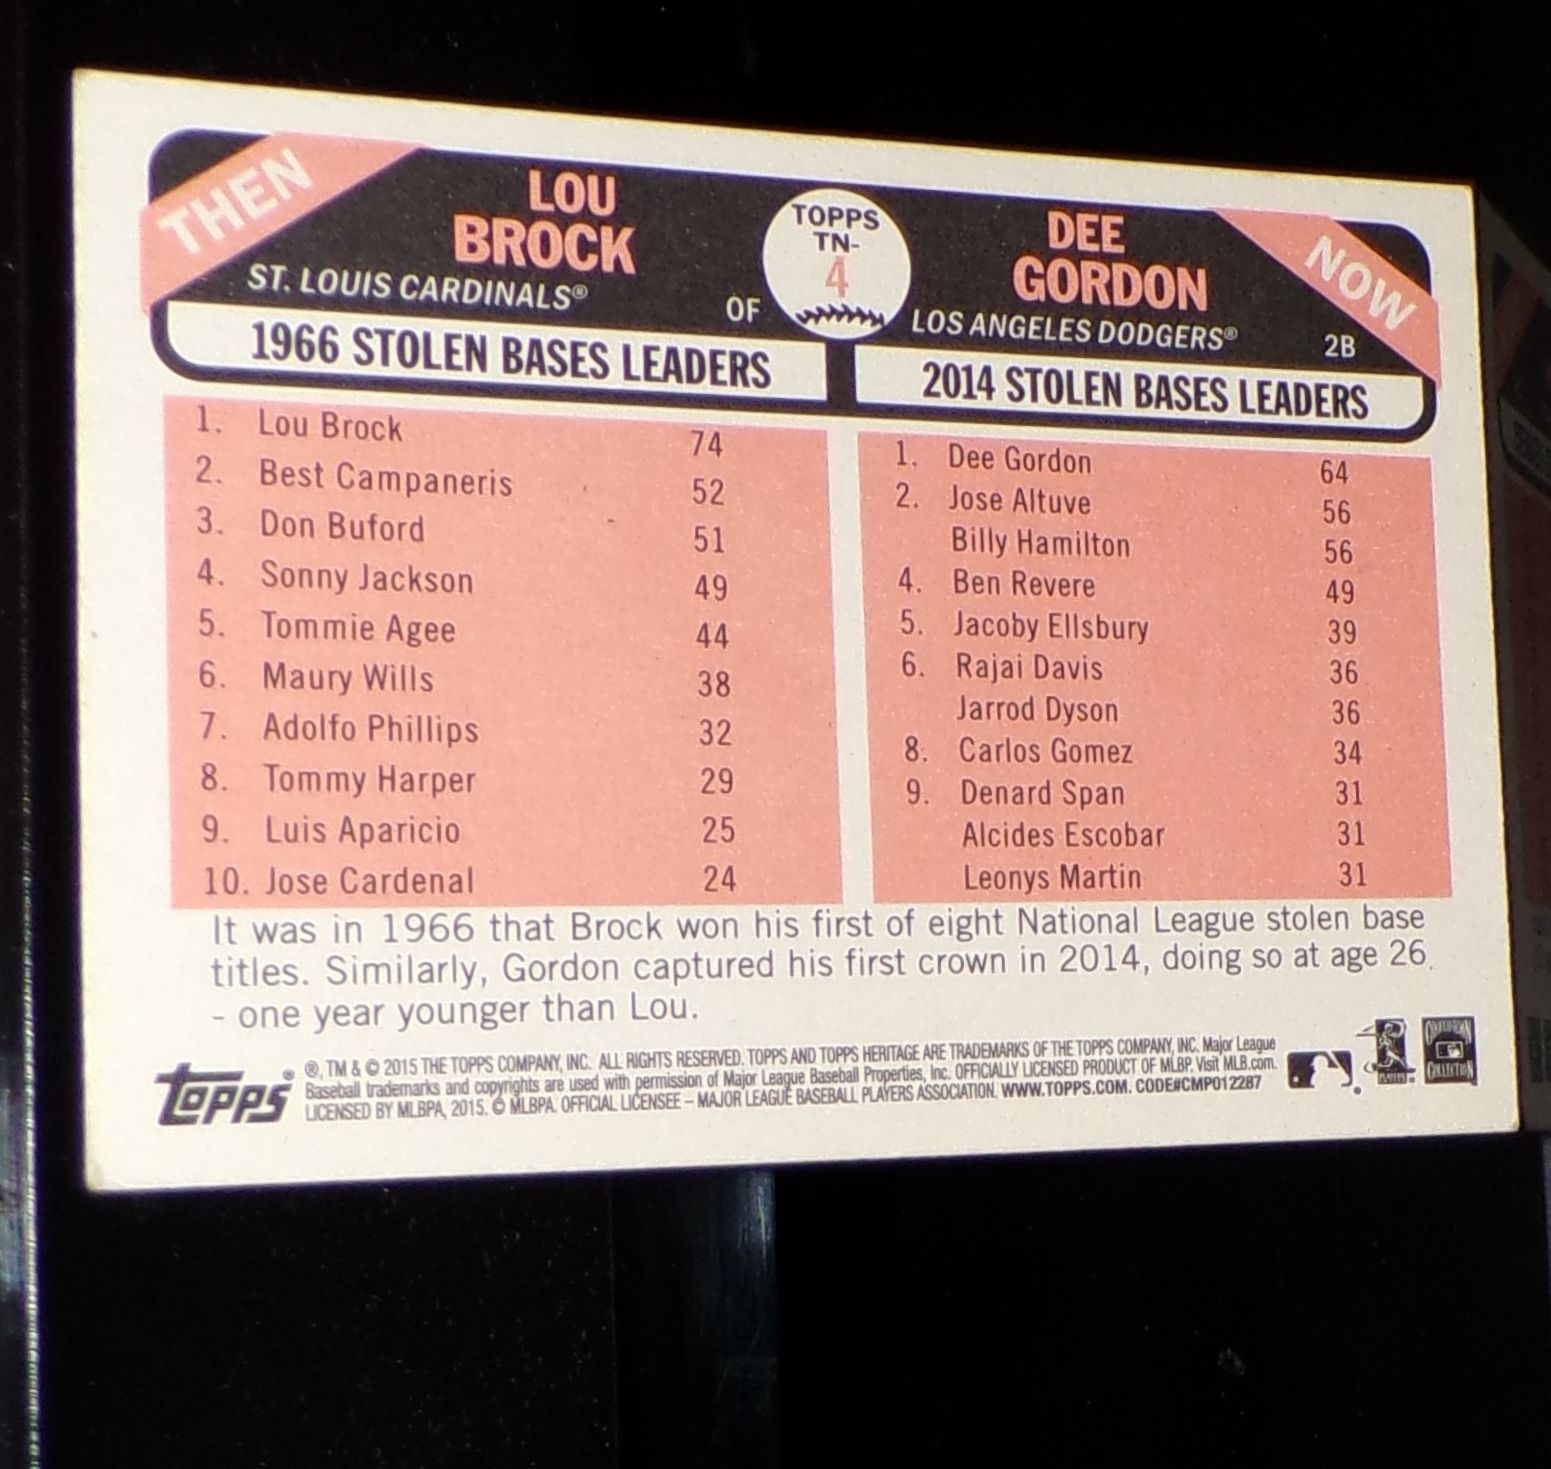 THEN
LOU
BROCK
ST. LOUIS CARDINALS®
OF
TOPPS
TN-
4
DEE
GORDON
LOS ANGELES DODGERS®
2B
NOW
1966 STOLEN BASES LEADERS
1. Lou Brock 74
2. Best Campaneris 52
3. Don Buford 51
4. Sonny Jackson 49
5. Tommie Agee 44
6. Maury Wills 38
7. Adolfo Phillips 32
8. Tommy Harper 29
9. Luis Aparicio 25
10. Jose Cardenal 24
2014 STOLEN BASES LEADERS
1. Dee Gordon 64
2. Jose Altuve 56
Billy Hamilton 56
4. Ben Revere 49
5. Jacoby Ellsbury 39
6. Rajai Davis 36
Jarrod Dyson 36
8. Carlos Gomez 34
9. Denard Span 31
Alcides Escobar 31
Leonys Martin 31
It was in 1966 that Brock won his first of eight National League stolen base
titles. Similarly, Gordon captured his first crown in 2014, doing so at age 26
- one year younger than Lou.
TOPPS®
®, TM & © 2015 THE TOPPS COMPANY, INC. ALL RIGHTS RESERVED. TOPPS AND TOPPS HERITAGE ARE TRADEMARKS OF THE TOPPS COMPANY, INC. Major League
Baseball trademarks and copyrights are used with permission of Major League Baseball Properties, Inc. OFFICIALLY LICENSED PRODUCT OF MLBP. Visit MLB.com.
LICENSED BY MLBPA, 2015. © MLBPA. OFFICIAL LICENSEE – MAJOR LEAGUE BASEBALL PLAYERS ASSOCIATION. WWW.TOPPS.COM. CODE#CMP012287
PLAYERS
COOPERSTOWN
COLLECTION